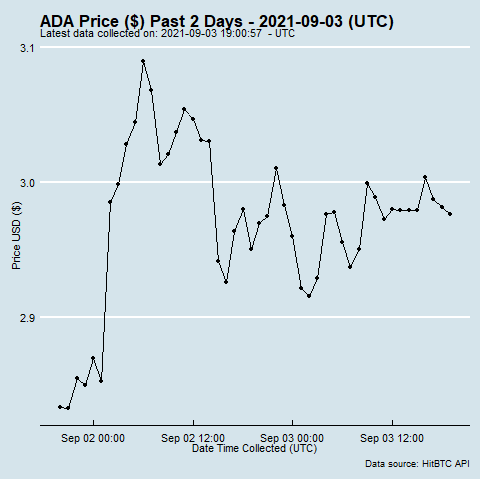 ADA Price ($) Past 2 Days - 2021-09-03 (UTC)
Latest data collected on: 2021-09-03 19:00:57  - UTC
3.1
3.0
2.9
Price USD ($)
Sep 02 00:00
Sep 02 12:00
Sep 03 00:00
Sep 03 12:00
Date Time Collected (UTC)
Data source: HitBTC API